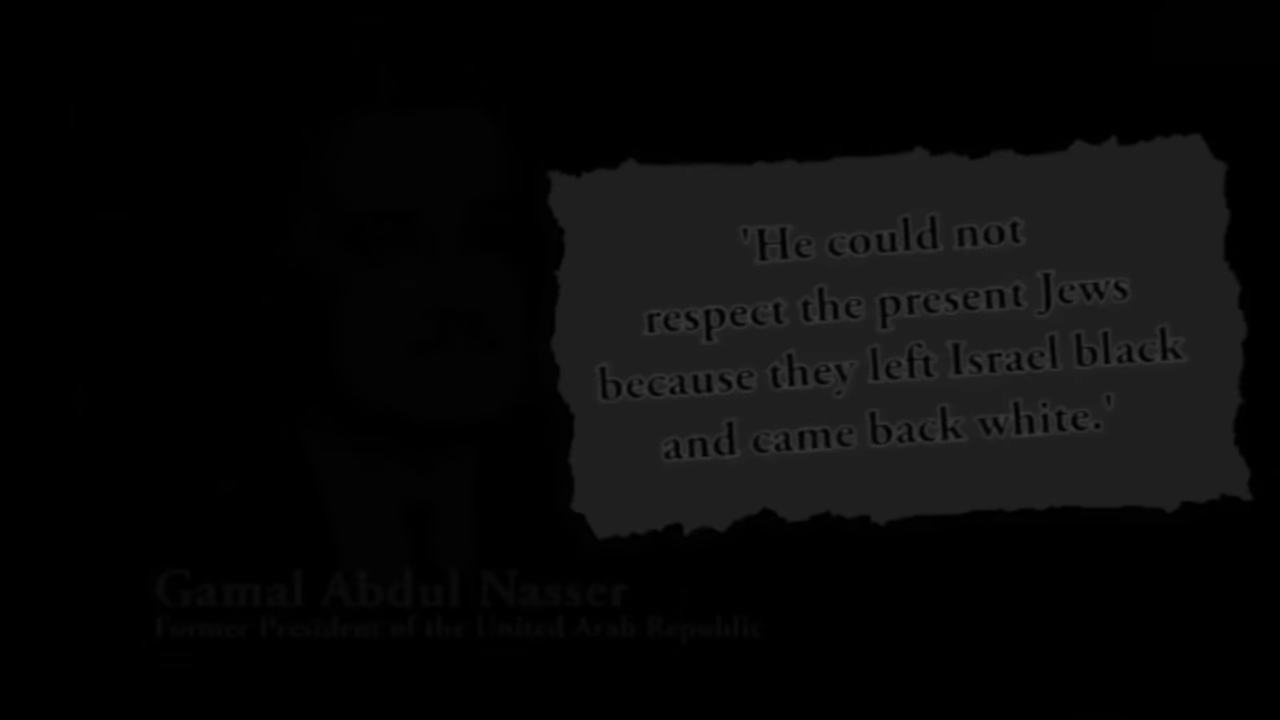 'He could not
respect the present Jews
because they left Israel black
and came back white.'
Gamal Abdul Nasser
Former President of the United Arab Republic